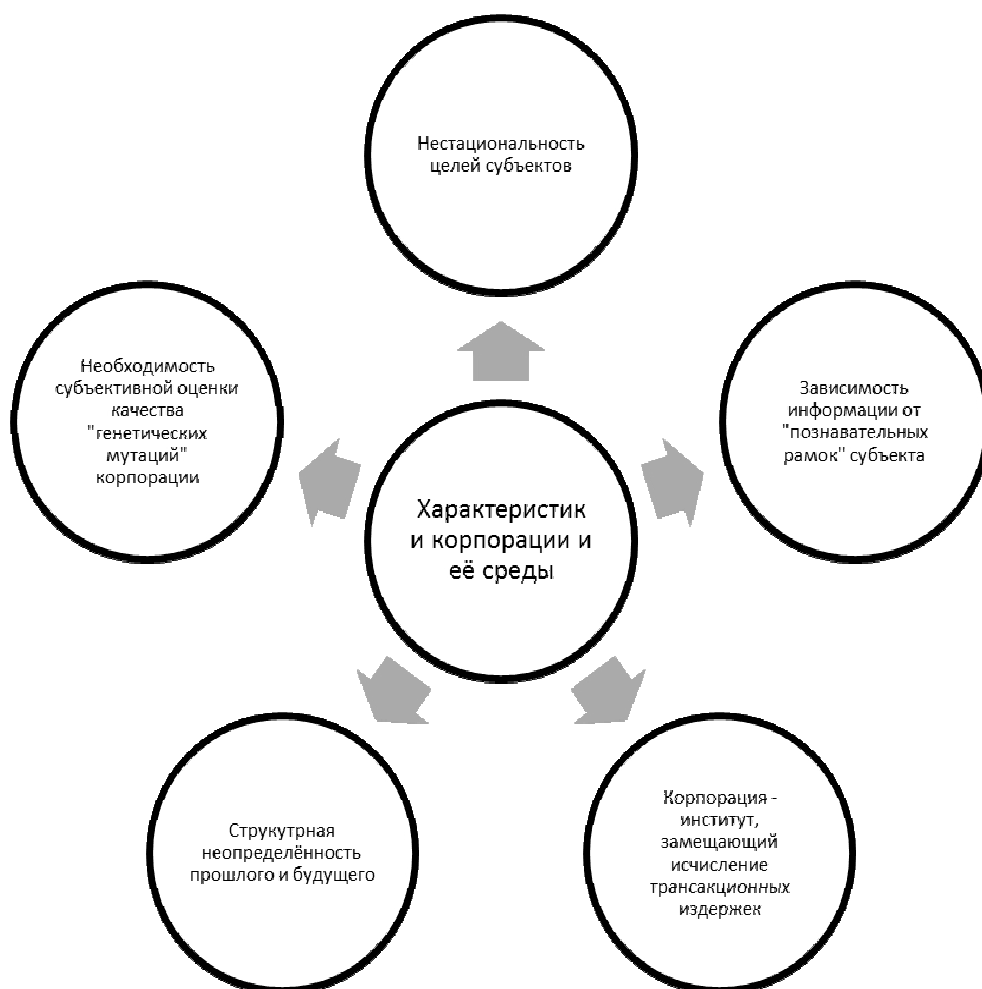 Нестациональность
целей субъектов
Необходимость
субъективной оценки
качества
"генетических
мутаций"
корпорации
Зависимость
информации от
"познавательных
рамок" субъекта
Характеристик
и корпорации и
её среды
Струкутрная
неопределённость
прошлого и будущего
Корпорация -
институт,
замещающий
исчисление
трансакционных
издержек